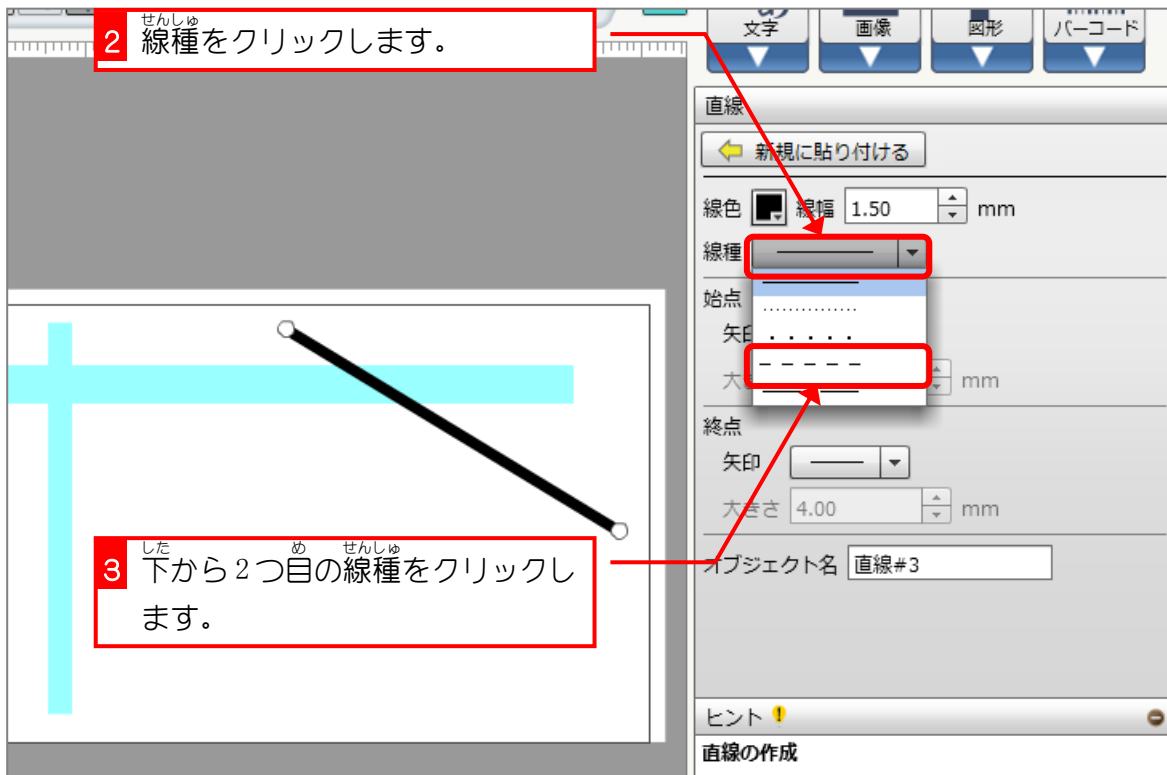 せんしゅ
2 線種をクリックします。
文字
画像
図形
バーコード
直線
新規に貼り付ける
線色 線幅 1.50 mm
線種
始点
矢印
大きさ mm
終点
矢印
大きさ 4.00 mm
した め せんしゅ
3 下から2つ目の線種をクリックし
ます。
オブジェクト名 直線#3
ヒント
直線の作成